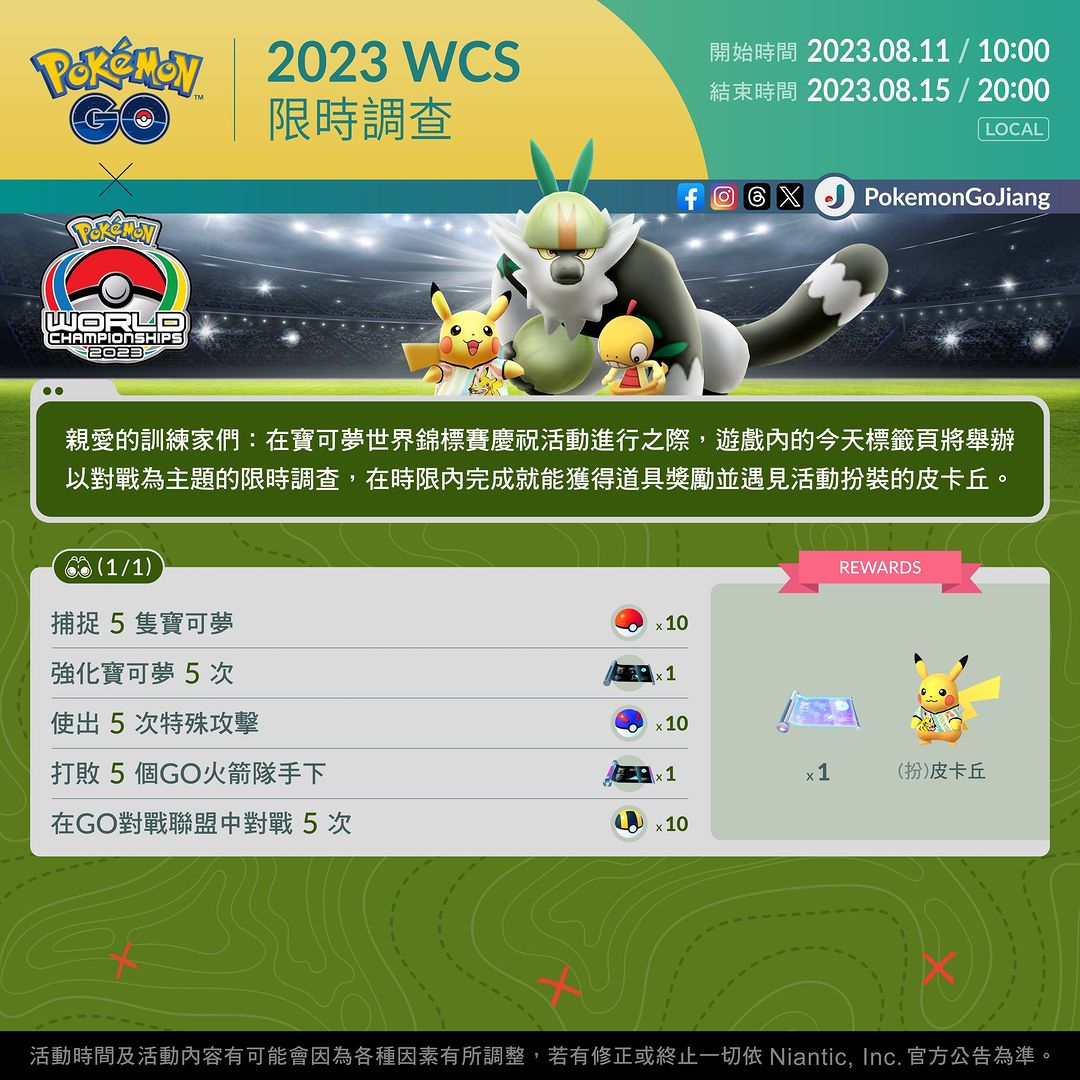 POKÉMON GO
2023 WCS
限時調查
開始時間 2023.08.11 / 10:00
結束時間 2023.08.15 / 20:00
LOCAL
PokemonGoJiang
POKÉMON
WORLD
CHAMPIONSHIPS
2023
親愛的訓練家們：在寶可夢世界錦標賽慶祝活動進行之際，遊戲內的今天標籤頁將舉辦
以對戰為主題的限時調查，在時限內完成就能獲得道具獎勵並遇見活動扮裝的皮卡丘。
(1/1)
REWARDS
捕捉 5 隻寶可夢 x10
強化寶可夢 5 次 x1
使出 5 次特殊攻擊 x10
打敗 5 個GO火箭隊手下 x1
在GO對戰聯盟中對戰 5 次 x10
x1 (扮)皮卡丘
活動時間及活動內容有可能會因為各種因素有所調整，若有修正或終止一切依 Niantic, Inc. 官方公告為準。